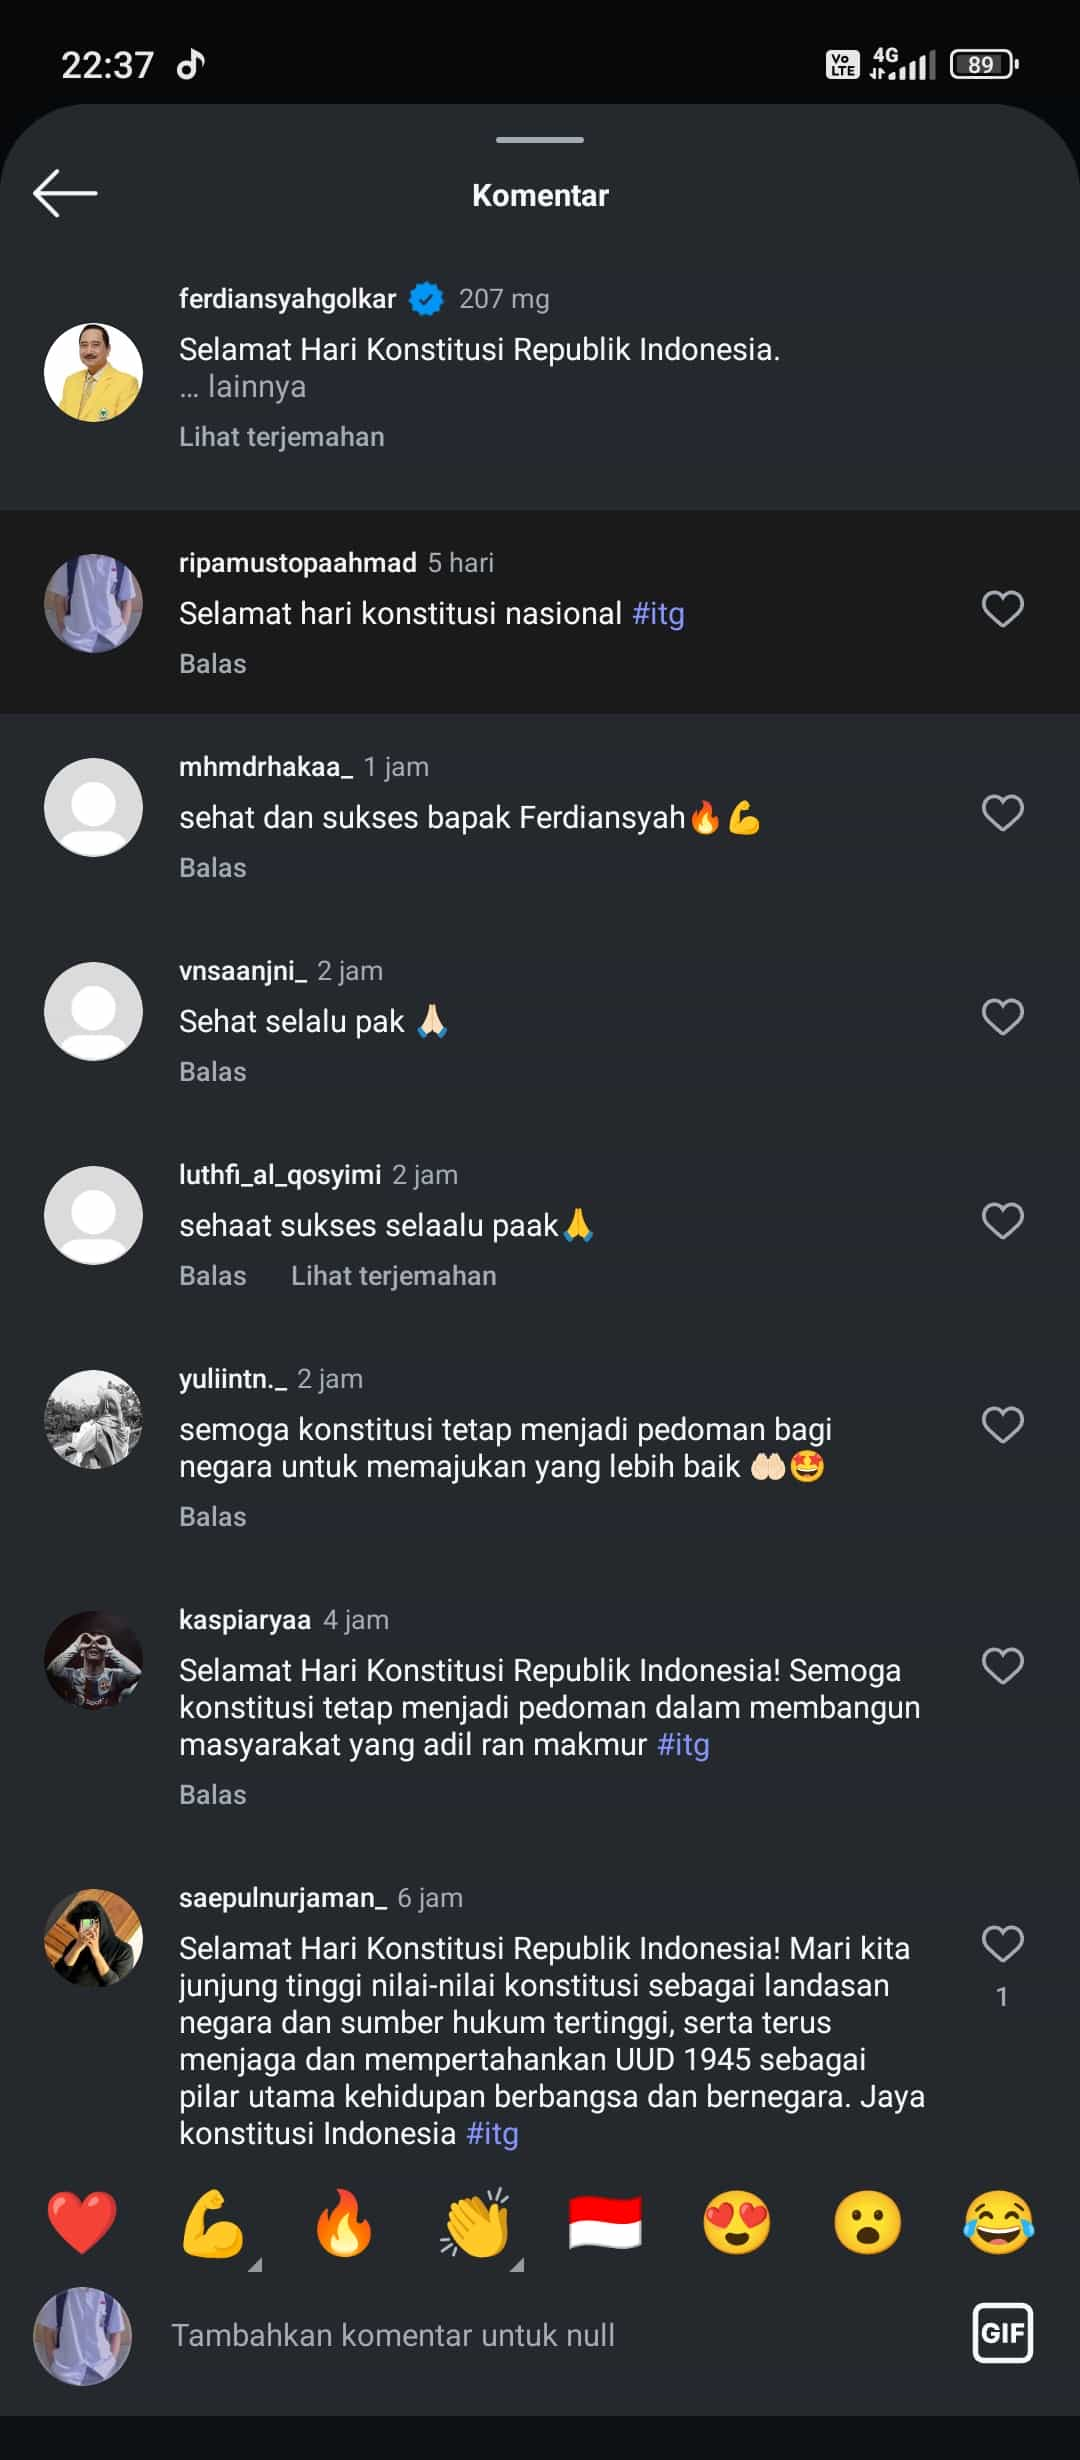 22:37
Vo LTE 4G 89
Komentar
ferdiansyahgolkar 207 mg
Selamat Hari Konstitusi Republik Indonesia.
... lainnya
Lihat terjemahan
ripamustopaahmad 5 hari
Selamat hari konstitusi nasional #itg
Balas
mhmdrhakaa_ 1 jam
sehat dan sukses bapak Ferdiansyah🔥💪
Balas
vnsaanjni_ 2 jam
Sehat selalu pak 🙏🏻
Balas
luthfi_al_qosyimi 2 jam
sehaat sukses selaalu paak🙏
Balas Lihat terjemahan
yuliintn._ 2 jam
semoga konstitusi tetap menjadi pedoman bagi
negara untuk memajukan yang lebih baik 🤲🏻🤩
Balas
kaspiaryaa 4 jam
Selamat Hari Konstitusi Republik Indonesia! Semoga
konstitusi tetap menjadi pedoman dalam membangun
masyarakat yang adil ran makmur #itg
Balas
saepulnurjaman_ 6 jam
Selamat Hari Konstitusi Republik Indonesia! Mari kita
junjung tinggi nilai-nilai konstitusi sebagai landasan
negara dan sumber hukum tertinggi, serta terus
menjaga dan mempertahankan UUD 1945 sebagai
pilar utama kehidupan berbangsa dan bernegara. Jaya
konstitusi Indonesia #itg
1
❤️ 💪 🔥 👏 🇮🇩 😍 😮 😂
Tambahkan komentar untuk null
GIF